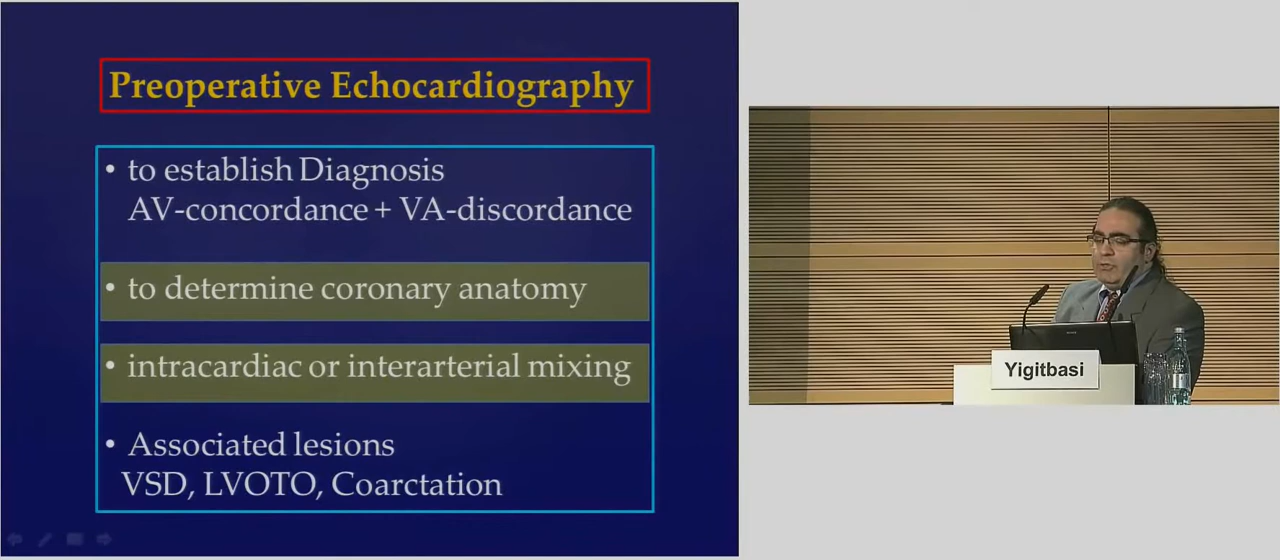 Preoperative Echocardiography
• to establish Diagnosis
AV-concordance + VA-discordance
• to determine coronary anatomy
• intracardiac or interarterial mixing
• Associated lesions
VSD, LVOTO, Coarctation
Yigitbasi